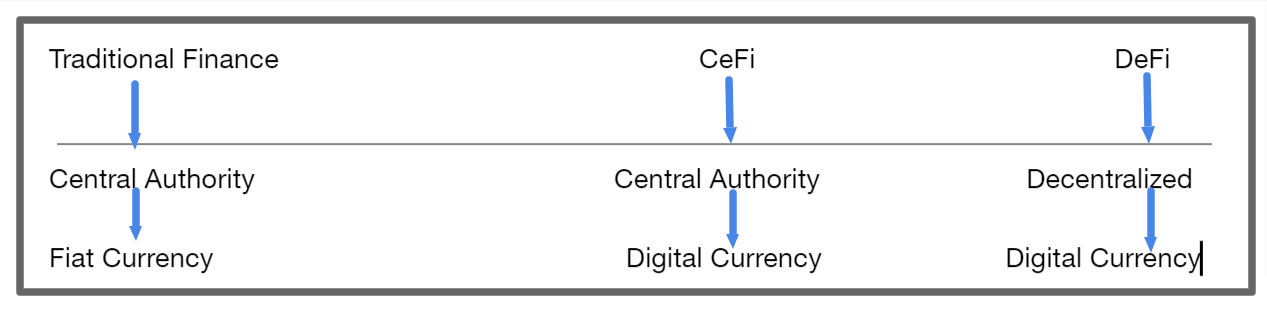 Traditional Finance CeFi DeFi
Central Authority Central Authority Decentralized
Fiat Currency Digital Currency Digital Currency